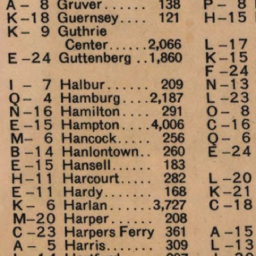 A - 8 Gruver ...... 138 P - 8
K-18 Guernsey .... 121 H-15
K - 9 Guthrie
Center ...... 2,066 L -17
E -24 Guttenberg .. 1,860 K-15
F -24
I - 7 Halbur ....... 209 N-13
Q - 4 Hamburg .... 2,187 L -23
N-16 Hamilton .... 291 O - 8
E -15 Hampton .... 4,006 C-16
M- 6 Hancock ..... 256 Q - 6
B -14 Hanlontown .. 260 E -24
E -15 Hansell ...... 183
H-11 Harcourt ..... 282 L -20
E -11 Hardy ....... 168 K-21
K - 6 Harlan ...... 3,727 C -18
M-20 Harper ...... 208
C -23 Harpers Ferry 361 A -15
A - 5 Harris ....... 309 L -13